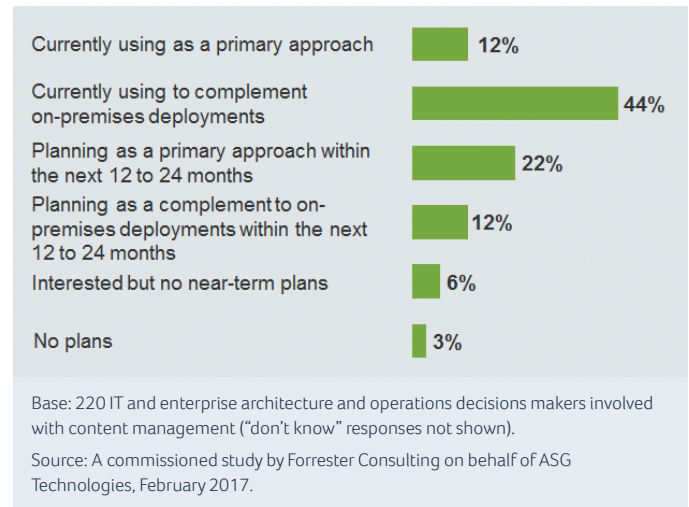 Currently using as a primary approach 12%
Currently using to complement
on-premises deployments 44%
Planning as a primary approach within
the next 12 to 24 months 22%
Planning as a complement to on-
premises deployments within the next
12 to 24 months 12%
Interested but no near-term plans 6%
No plans 3%
Base: 220 IT and enterprise architecture and operations decisions makers involved
with content management (“don’t know” responses not shown).
Source: A commissioned study by Forrester Consulting on behalf of ASG
Technologies, February 2017.